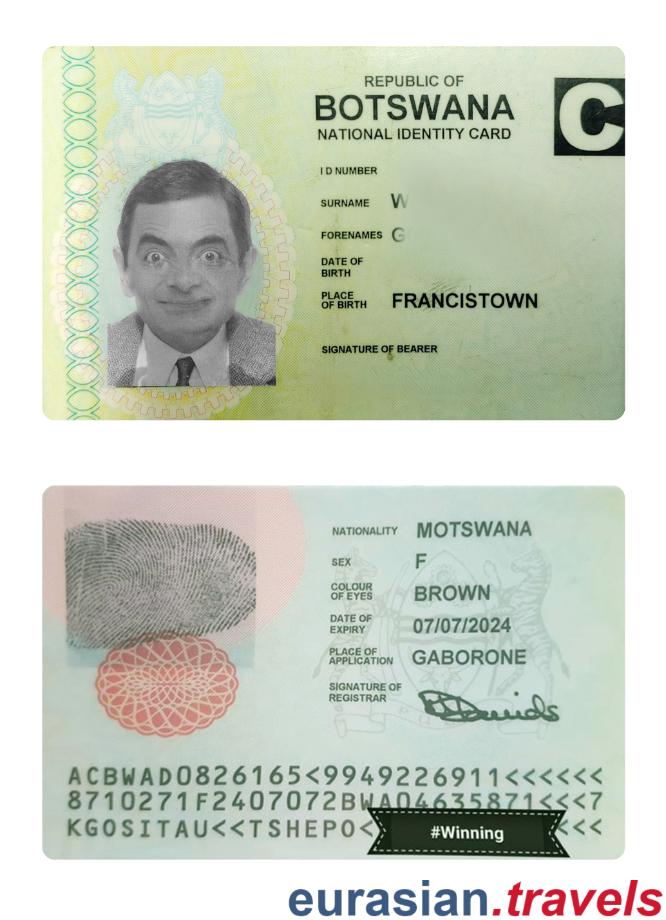 REPUBLIC OF
BOTSWANA
NATIONAL IDENTITY CARD
C
I D NUMBER
SURNAME W
FORENAMES G
DATE OF
BIRTH
PLACE
OF BIRTH FRANCISTOWN
SIGNATURE OF BEARER
NATIONALITY MOTSWANA
SEX F
COLOUR
OF EYES BROWN
DATE OF
EXPIRY 07/07/2024
PLACE OF
APPLICATION GABORONE
SIGNATURE OF
REGISTRAR
ACBWAD0826165<9949226911<<<<<<
8710271F2407072BWA04635871<<<7
KGOSITAU<<TSHEPO< <<<
#Winning
eurasian.travels